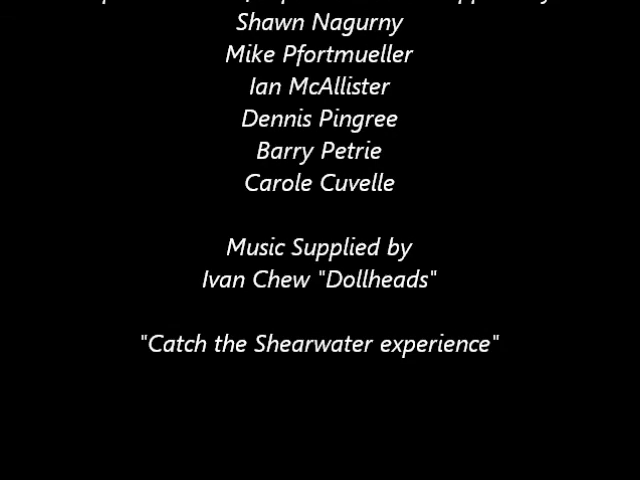 Shawn Nagurny
Mike Pfortmueller
Ian McAllister
Dennis Pingree
Barry Petrie
Carole Cuvelle
Music Supplied by
Ivan Chew "Dollheads"
"Catch the Shearwater experience"